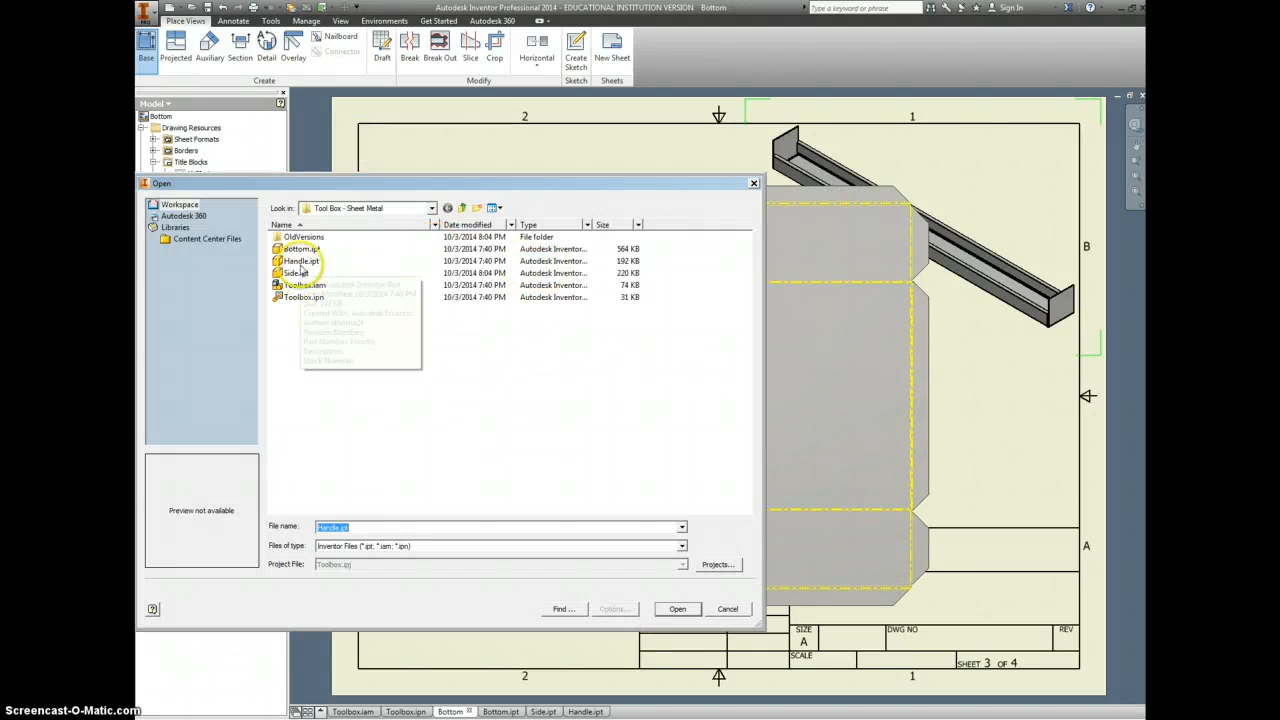 Autodesk Inventor Professional 2014 - EDUCATIONAL INSTITUTION VERSION Bottom
Type a keyword or phrase
Sign In
PRO
Place Views Annotate Tools Manage View Environments Get Started Autodesk 360
Base Projected Auxiliary Section Detail Overlay
Nailboard
Connector
Draft Break Break Out Slice Crop Horizontal Create Sketch New Sheet
Create Modify Sketch Sheets
Model
Bottom
Drawing Resources
Sheet Formats
Borders
Title Blocks
2 1
B
A
Open
Workspace
Autodesk 360
Libraries
Content Center Files
Look in: Tool Box - Sheet Metal
Name Date modified Type Size
OldVersions 10/3/2014 8:04 PM File folder
Bottom.ipt 10/3/2014 7:40 PM Autodesk Inventor... 564 KB
Handle.ipt 10/3/2014 7:40 PM Autodesk Inventor... 192 KB
Side.ipt 10/3/2014 8:04 PM Autodesk Inventor... 220 KB
Toolbox.iam 10/3/2014 7:40 PM Autodesk Inventor... 74 KB
Toolbox.ipn 10/3/2014 7:40 PM Autodesk Inventor... 31 KB
Part Number: Handle
Preview not available
File name: Handle.ipt
Files of type: Inventor Files (*.ipt; *.iam; *.ipn)
Project File: Toolbox.ipj
Projects...
Find ... Options... Open Cancel
SIZE
A
DWG NO
REV
SCALE
SHEET 3 OF 4
2 1
Toolbox.iam Toolbox.ipn Bottom Bottom.ipt Side.ipt Handle.ipt
Screencast-O-Matic.com